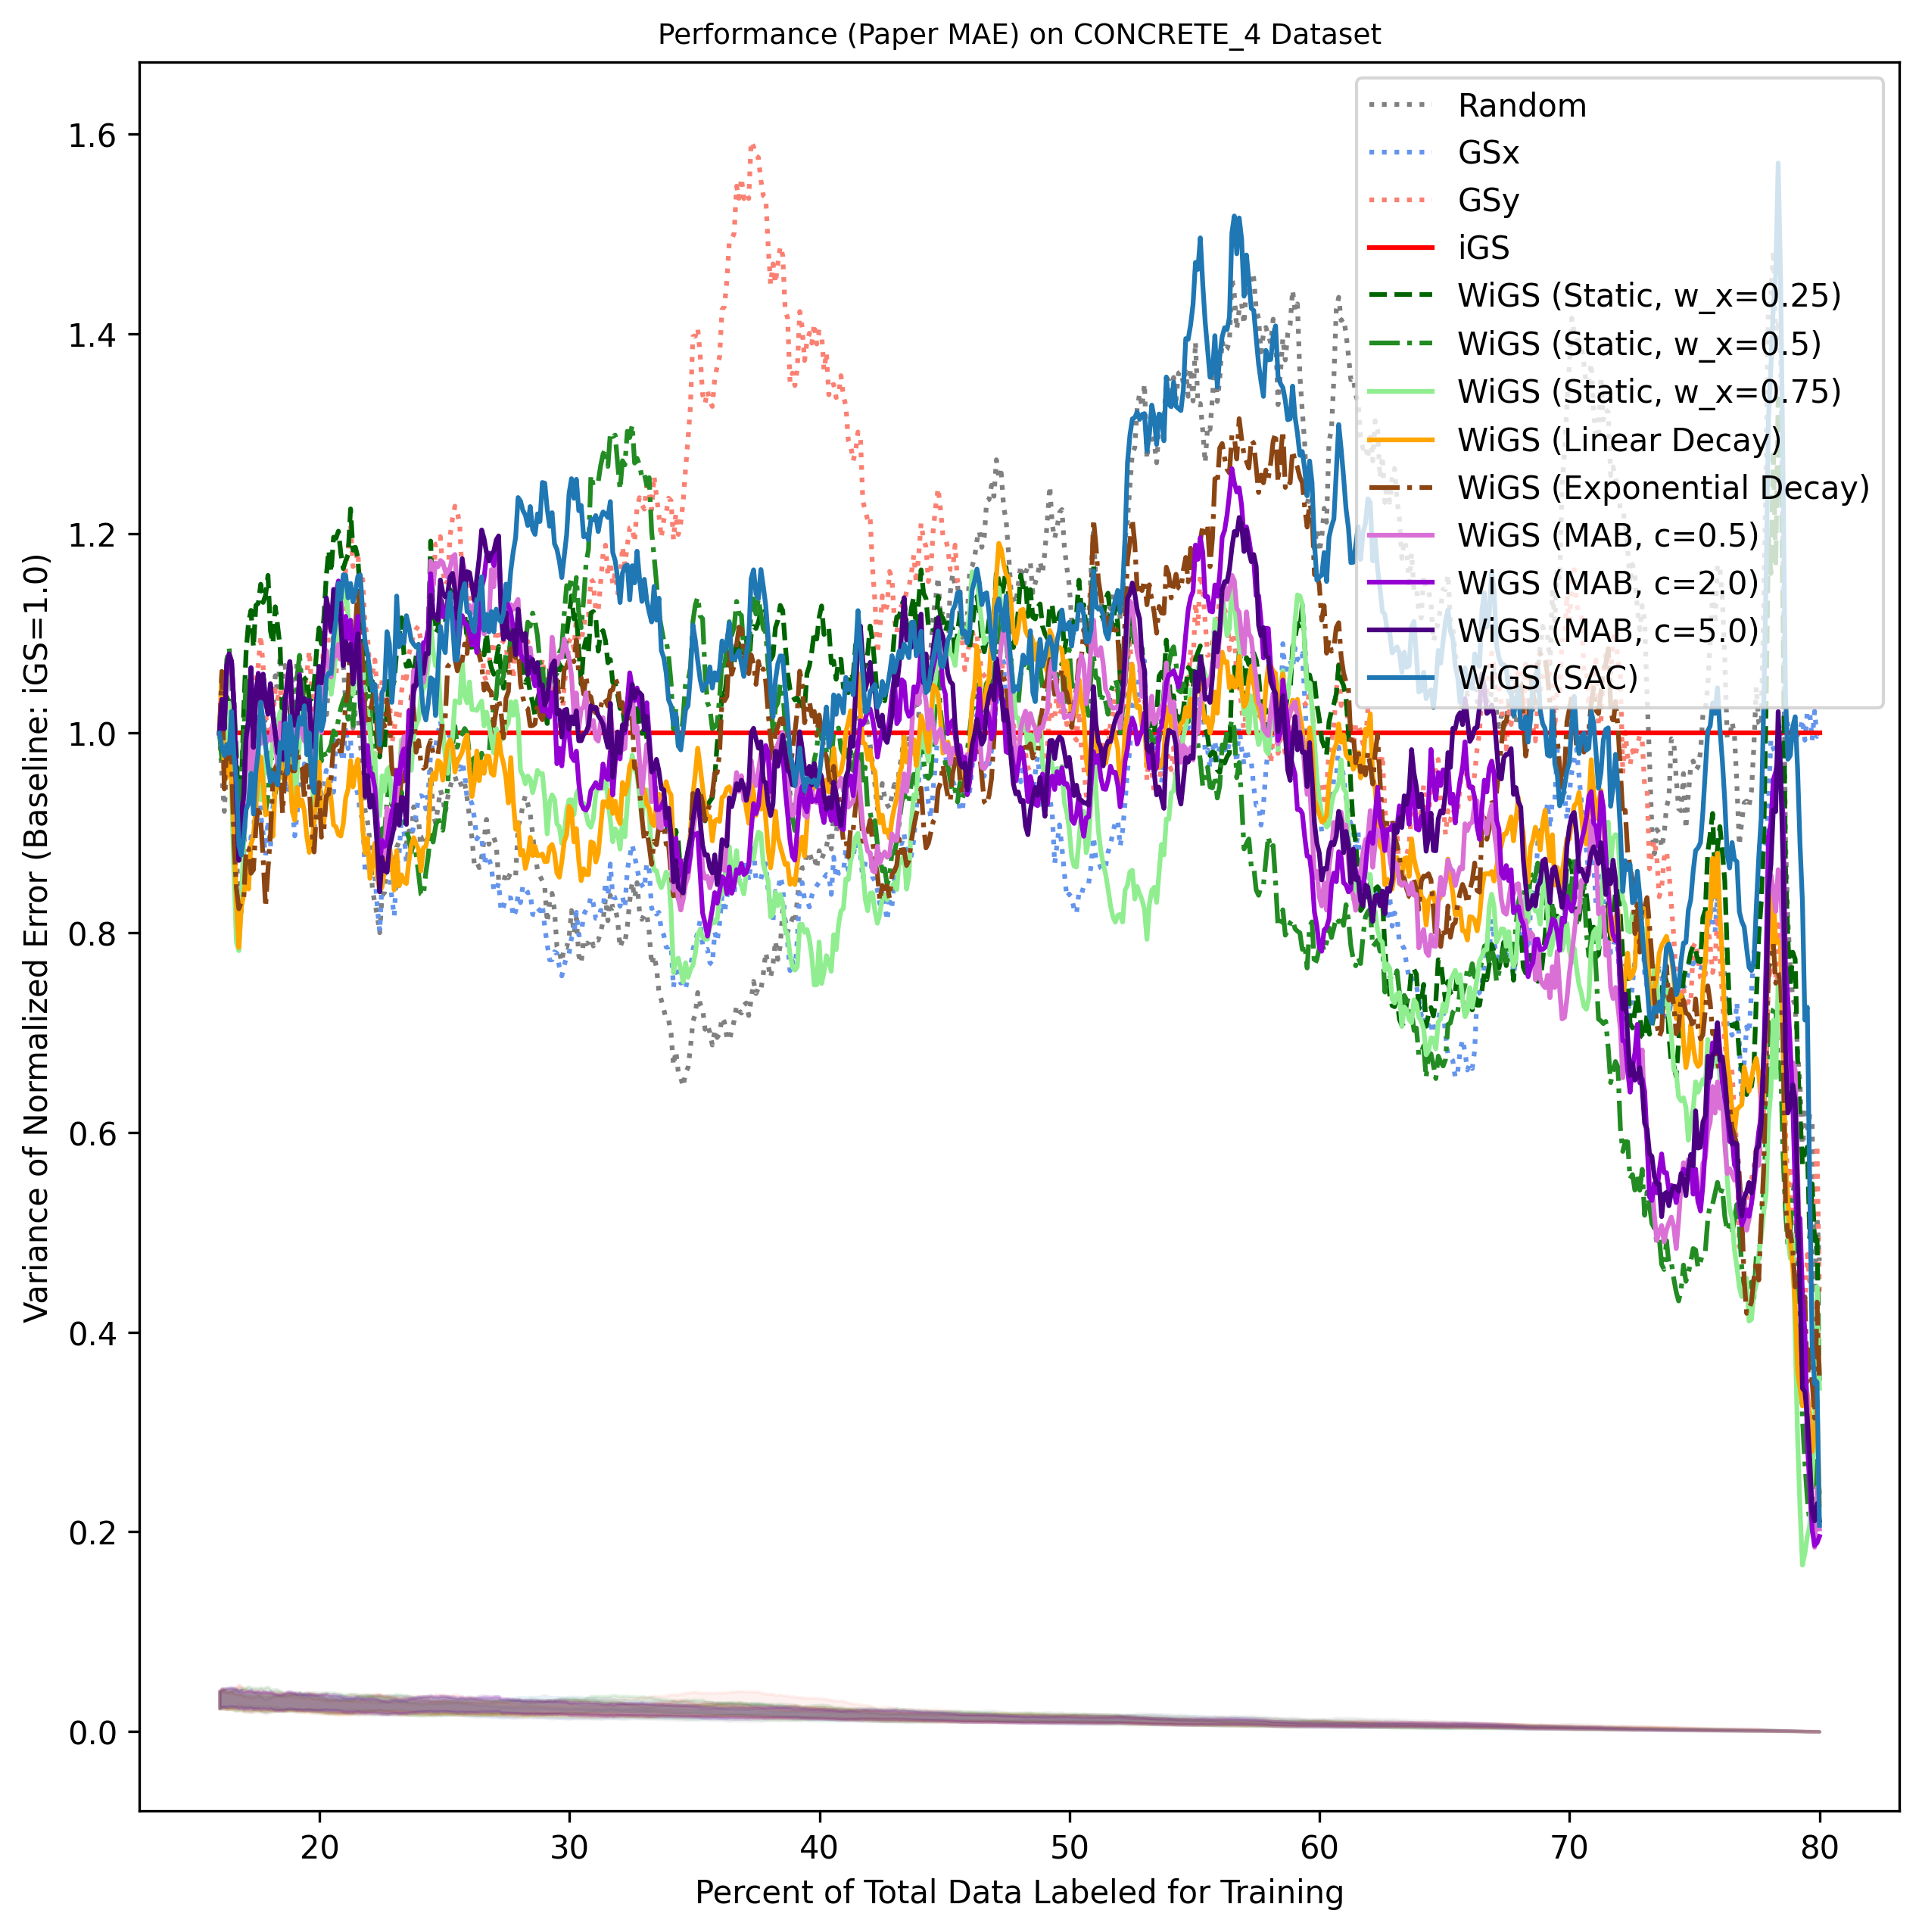 Performance (Paper MAE) on CONCRETE_4 Dataset
Variance of Normalized Error (Baseline: iGS=1.0)
1.6
1.4
1.2
1.0
0.8
0.6
0.4
0.2
0.0
Random
GSx
GSy
iGS
WiGS (Static, w_x=0.25)
WiGS (Static, w_x=0.5)
WiGS (Static, w_x=0.75)
WiGS (Linear Decay)
WiGS (Exponential Decay)
WiGS (MAB, c=0.5)
WiGS (MAB, c=2.0)
WiGS (MAB, c=5.0)
WiGS (SAC)
20 30 40 50 60 70 80
Percent of Total Data Labeled for Training